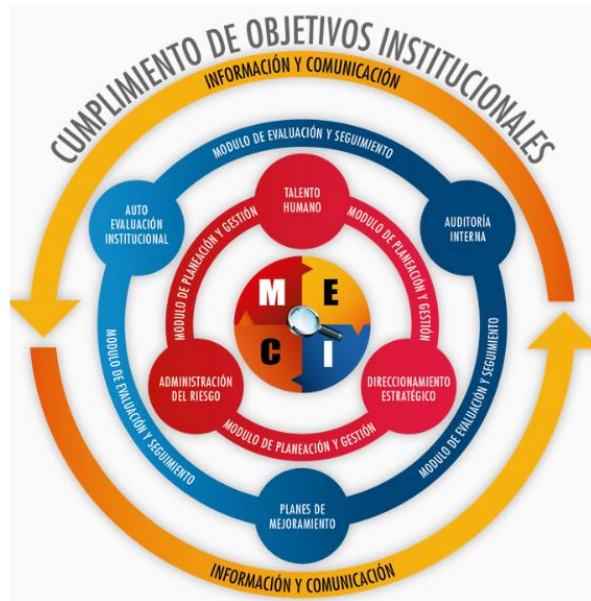 CUMPLIMIENTO DE OBJETIVOS INSTITUCIONALES
INFORMACIÓN Y COMUNICACIÓN
MODULO DE EVALUACIÓN Y SEGUIMIENTO
AUTO
EVALUACIÓN
INSTITUCIONAL
TALENTO
HUMANO
AUDITORÍA
INTERNA
MODULO DE PLANEACIÓN Y GESTIÓN
MODULO DE PLANEACIÓN Y GESTIÓN
M E
C I
ADMINISTRACIÓN
DEL RIESGO
DIRECCIONAMIENTO
ESTRATÉGICO
MODULO DE PLANEACIÓN Y GESTIÓN
MODULO DE EVALUACIÓN Y SEGUIMIENTO
MODULO DE EVALUACIÓN Y SEGUIMIENTO
PLANES DE
MEJORAMIENTO
INFORMACIÓN Y COMUNICACIÓN